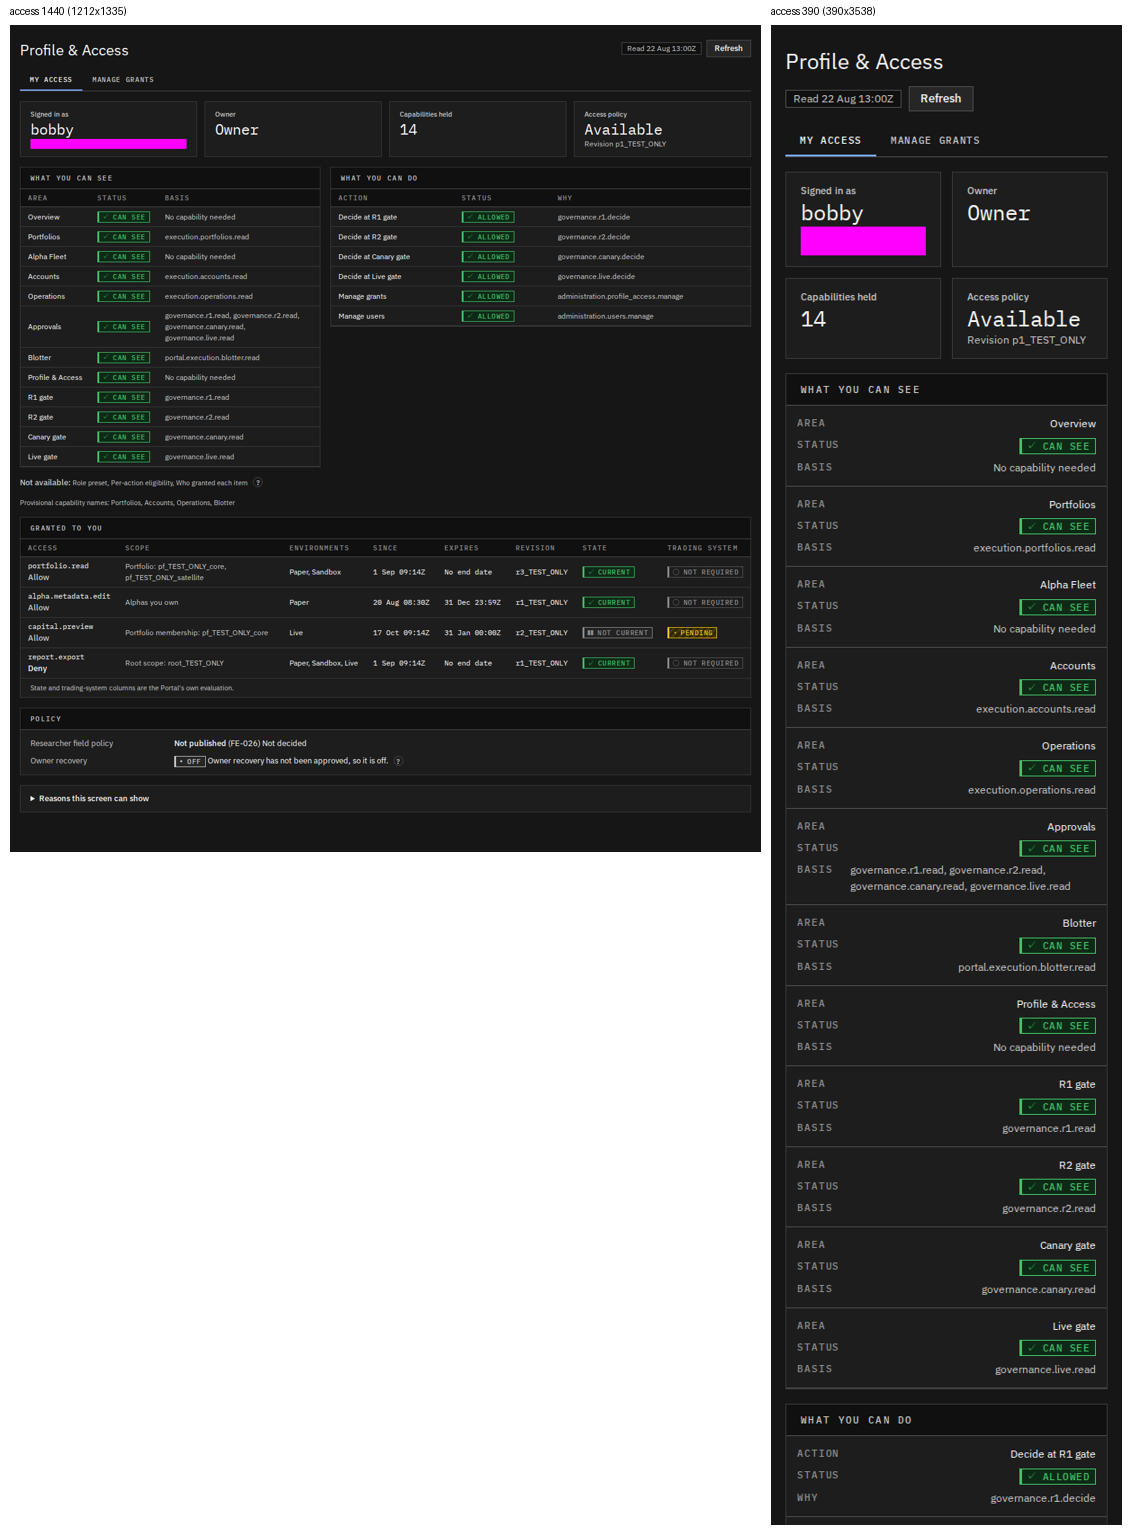 access 1440 (1212x1335)
Profile & Access
Read 22 Aug 13:00Z
Refresh
MY ACCESS MANAGE GRANTS
Signed in as
bobby
Owner
Owner
Capabilities held
14
Access policy
Available
Revision p1_TEST_ONLY
WHAT YOU CAN SEE
AREA STATUS BASIS
Overview ✓ CAN SEE No capability needed
Portfolios ✓ CAN SEE execution.portfolios.read
Alpha Fleet ✓ CAN SEE No capability needed
Accounts ✓ CAN SEE execution.accounts.read
Operations ✓ CAN SEE execution.operations.read
Approvals ✓ CAN SEE governance.r1.read, governance.r2.read,
governance.canary.read,
governance.live.read
Blotter ✓ CAN SEE portal.execution.blotter.read
Profile & Access ✓ CAN SEE No capability needed
R1 gate ✓ CAN SEE governance.r1.read
R2 gate ✓ CAN SEE governance.r2.read
Canary gate ✓ CAN SEE governance.canary.read
Live gate ✓ CAN SEE governance.live.read
WHAT YOU CAN DO
ACTION STATUS WHY
Decide at R1 gate ✓ ALLOWED governance.r1.decide
Decide at R2 gate ✓ ALLOWED governance.r2.decide
Decide at Canary gate ✓ ALLOWED governance.canary.decide
Decide at Live gate ✓ ALLOWED governance.live.decide
Manage grants ✓ ALLOWED administration.profile_access.manage
Manage users ✓ ALLOWED administration.users.manage
Not available: Role preset, Per-action eligibility, Who granted each item ?
Provisional capability names: Portfolios, Accounts, Operations, Blotter
GRANTED TO YOU
ACCESS SCOPE ENVIRONMENTS SINCE EXPIRES REVISION STATE TRADING SYSTEM
portfolio.read
Allow
Portfolio: pf_TEST_ONLY_core,
pf_TEST_ONLY_satellite
Paper, Sandbox 1 Sep 09:14Z No end date r3_TEST_ONLY ✓ CURRENT ○ NOT REQUIRED
alpha.metadata.edit
Allow
Alphas you own Paper 20 Aug 08:30Z 31 Dec 23:59Z r1_TEST_ONLY ✓ CURRENT ○ NOT REQUIRED
capital.preview
Allow
Portfolio membership: pf_TEST_ONLY_core Live 17 Oct 09:14Z 31 Jan 00:00Z r2_TEST_ONLY NOT CURRENT PENDING
report.export
Deny
Root scope: root_TEST_ONLY Paper, Sandbox, Live 1 Sep 09:14Z No end date r1_TEST_ONLY ✓ CURRENT ○ NOT REQUIRED
State and trading-system columns are the Portal's own evaluation.
POLICY
Researcher field policy Not published (FE-026) Not decided
Owner recovery • OFF Owner recovery has not been approved, so it is off. ?
▶ Reasons this screen can show
access 390 (390x3538)
Profile & Access
Read 22 Aug 13:00Z
Refresh
MY ACCESS MANAGE GRANTS
Signed in as
bobby
Owner
Owner
Capabilities held
14
Access policy
Available
Revision p1_TEST_ONLY
WHAT YOU CAN SEE
AREA Overview
STATUS ✓ CAN SEE
BASIS No capability needed
AREA Portfolios
STATUS ✓ CAN SEE
BASIS execution.portfolios.read
AREA Alpha Fleet
STATUS ✓ CAN SEE
BASIS No capability needed
AREA Accounts
STATUS ✓ CAN SEE
BASIS execution.accounts.read
AREA Operations
STATUS ✓ CAN SEE
BASIS execution.operations.read
AREA Approvals
STATUS ✓ CAN SEE
BASIS governance.r1.read, governance.r2.read,
governance.canary.read, governance.live.read
AREA Blotter
STATUS ✓ CAN SEE
BASIS portal.execution.blotter.read
AREA Profile & Access
STATUS ✓ CAN SEE
BASIS No capability needed
AREA R1 gate
STATUS ✓ CAN SEE
BASIS governance.r1.read
AREA R2 gate
STATUS ✓ CAN SEE
BASIS governance.r2.read
AREA Canary gate
STATUS ✓ CAN SEE
BASIS governance.canary.read
AREA Live gate
STATUS ✓ CAN SEE
BASIS governance.live.read
WHAT YOU CAN DO
ACTION Decide at R1 gate
STATUS ✓ ALLOWED
WHY governance.r1.decide